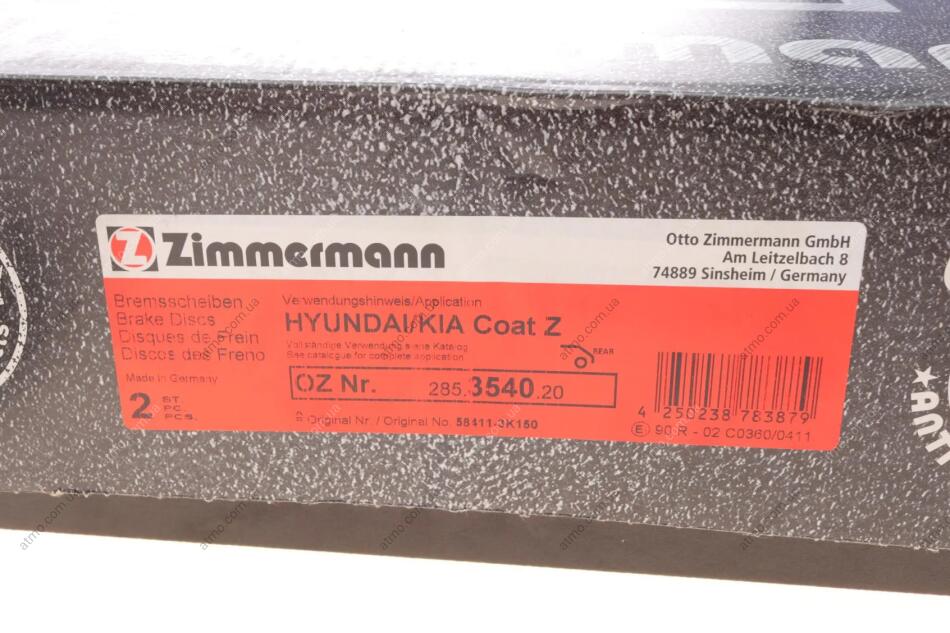 Zimmermann
Otto Zimmermann GmbH
Am Leitzelbach 8
74889 Sinsheim / Germany
Bremsscheiben
Brake Discs
Disques de Frein
Discos de Freno
Made in Germany
2 ST.
PC.
PCS.
Verwendungshinweis/Application
HYUNDAI/KIA Coat Z
Vollständige Verwendung siehe Katalog
See catalogue for complete application
REAR
OZ Nr. 285.3540.20
≙ Original Nr. / Original No. 58411-3K150
4 250238 783879
E 90 R - 02 C0360/0411
atmo.com.ua